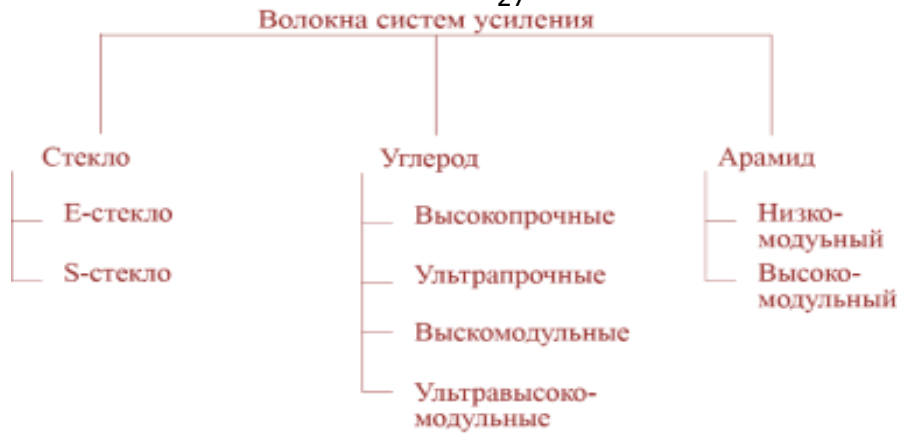 27
Волокна систем усиления
Стекло
Углерод
Арамид
E-стекло
S-стекло
Высокопрочные
Ультрапрочные
Выскомодульные
Ультравысоко-
модульные
Низко-
модуьный
Высоко-
модульный